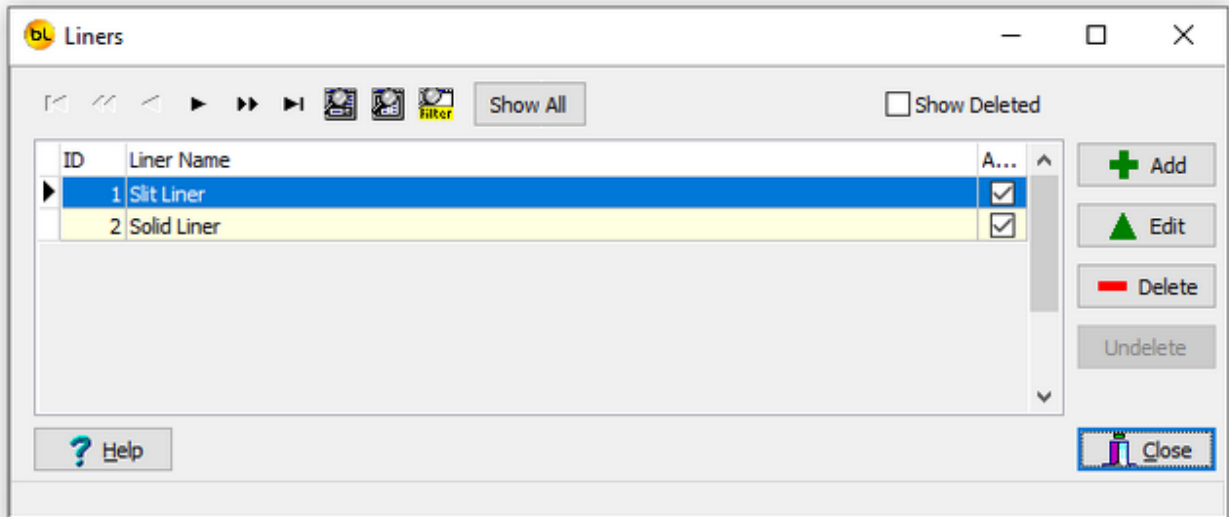 bL Liners
Filter Show All Show Deleted
ID Liner Name A...
1 Slit Liner
2 Solid Liner
Add
Edit
Delete
Undelete
? Help
Close